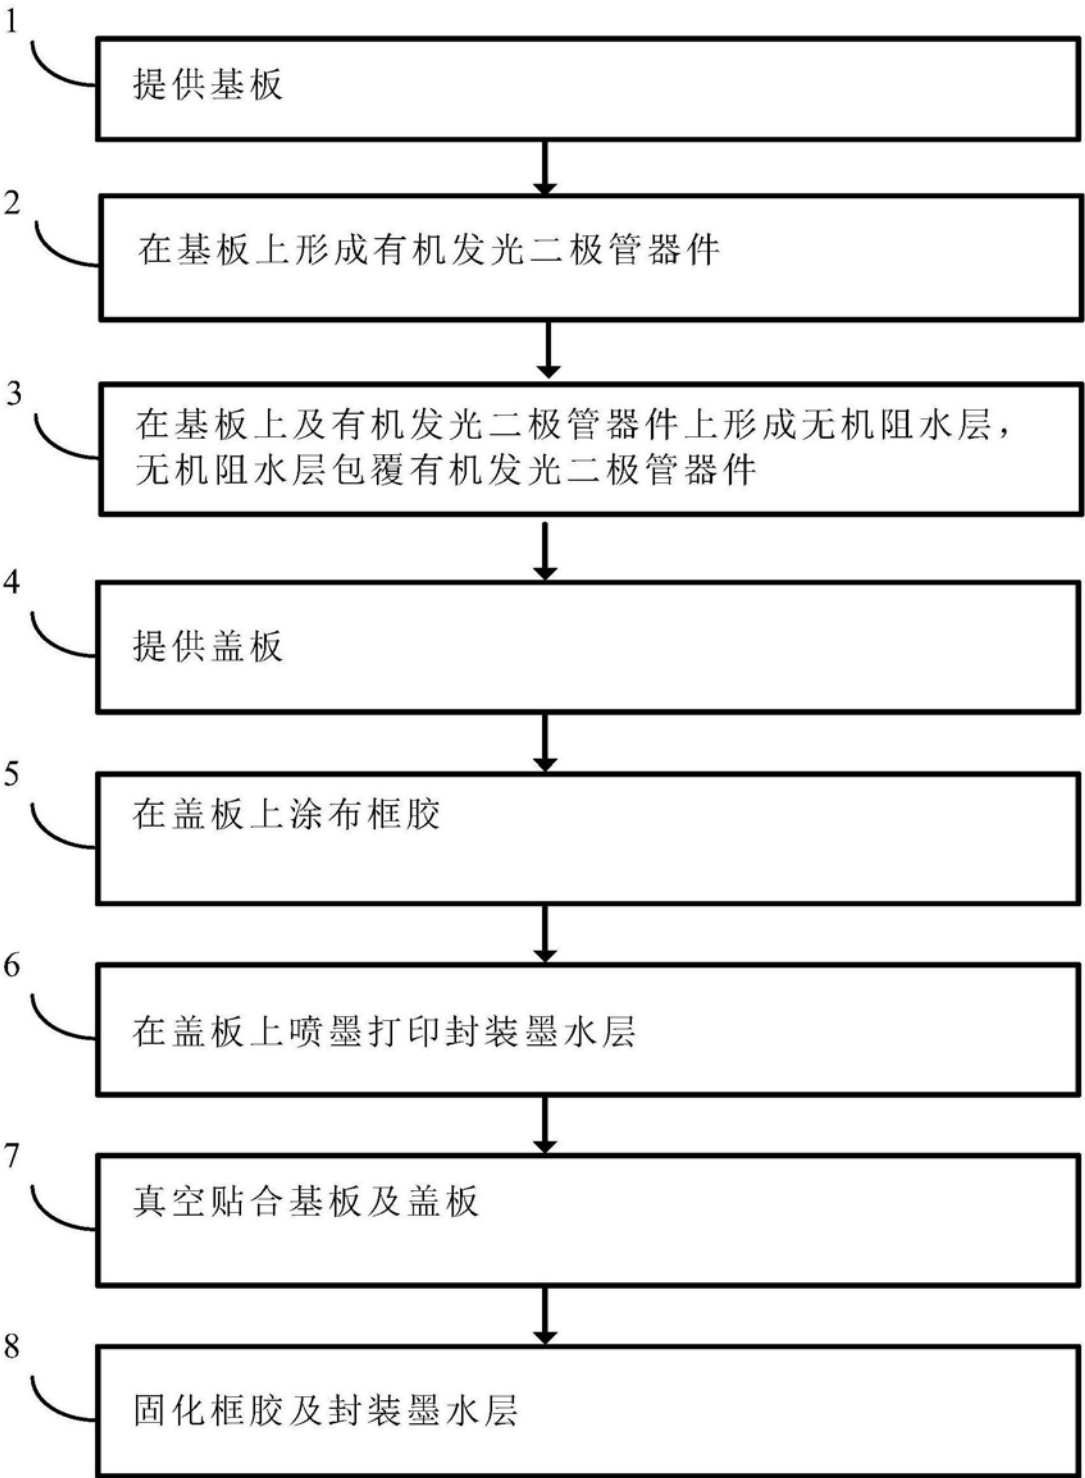 1
提供基板
2
在基板上形成有机发光二极管器件
3
在基板上及有机发光二极管器件上形成无机阻水层，
无机阻水层包覆有机发光二极管器件
4
提供盖板
5
在盖板上涂布框胶
6
在盖板上喷墨打印封装墨水层
7
真空贴合基板及盖板
8
固化框胶及封装墨水层